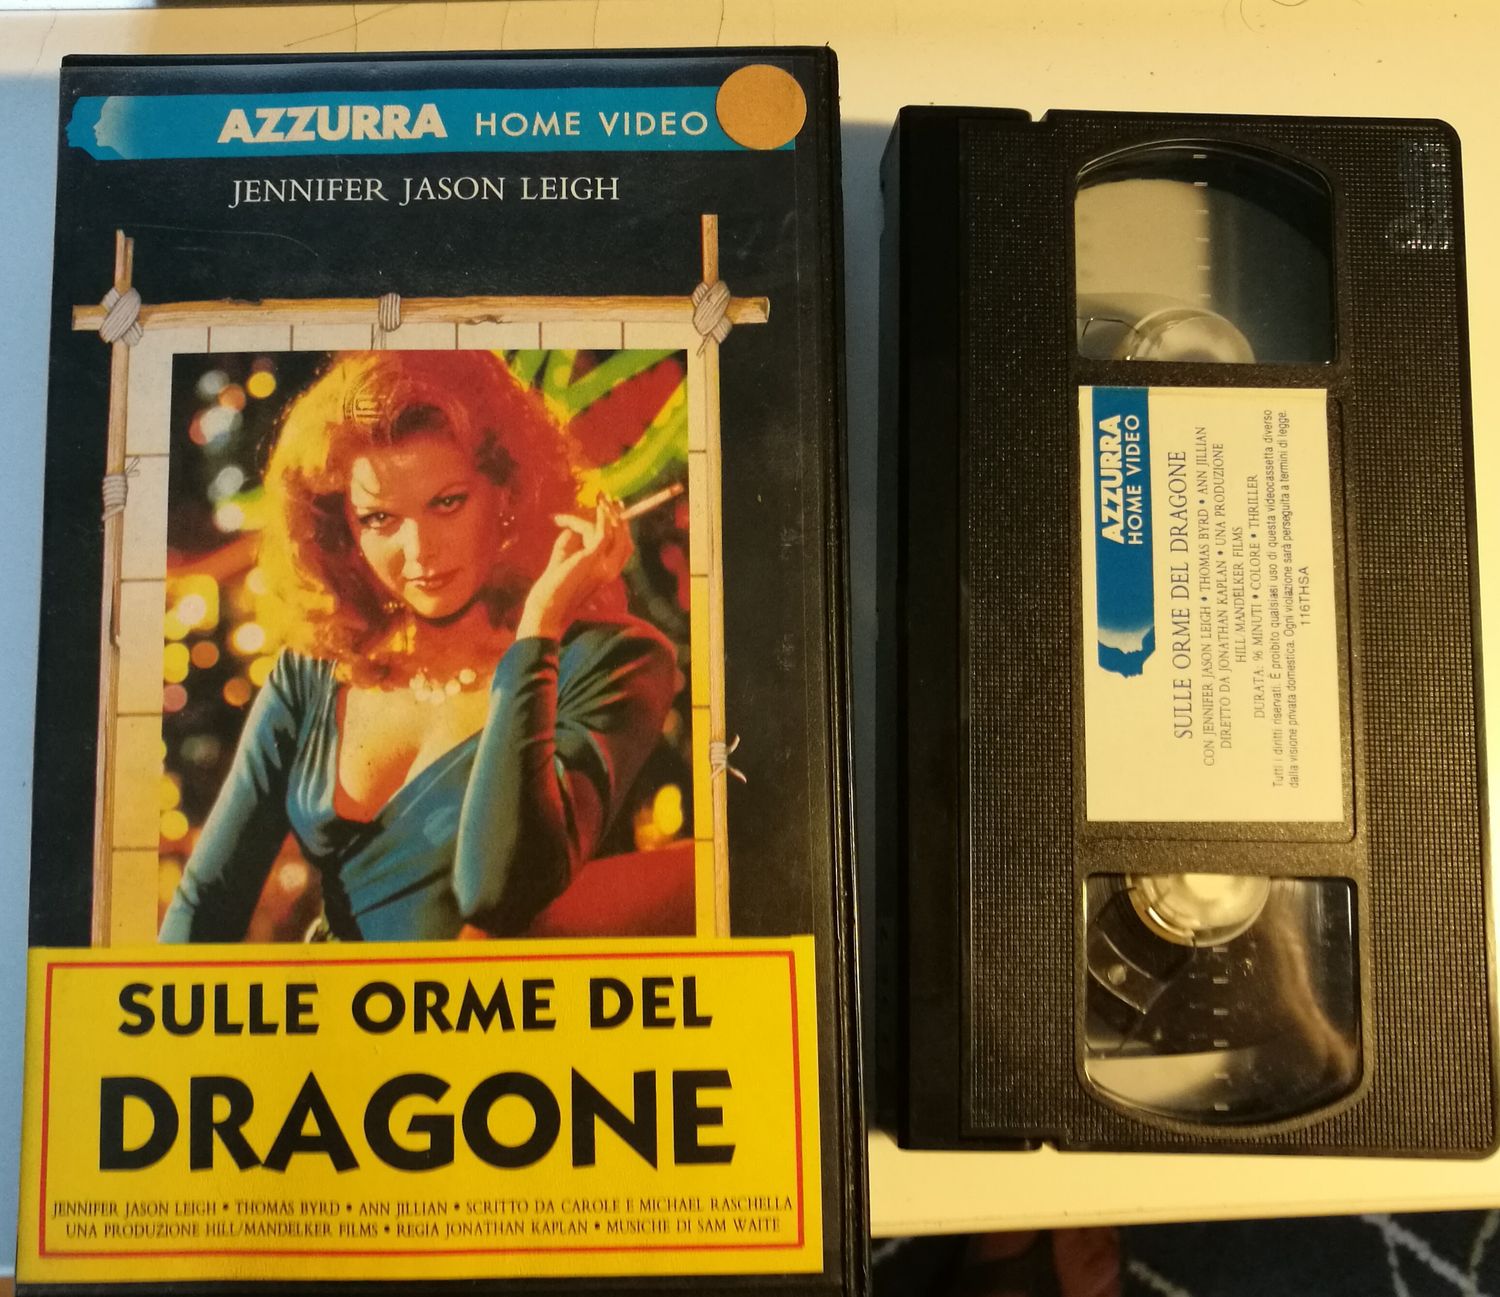 AZZURRA HOME VIDEO
JENNIFER JASON LEIGH
SULLE ORME DEL
DRAGONE
JENNIFER JASON LEIGH • THOMAS BYRD • ANN JILLIAN • SCRITTO DA CAROLE E MICHAEL RASCHELLA
UNA PRODUZIONE HILL/MANDELKER FILMS • REGIA JONATHAN KAPLAN • MUSICHE DI SAM WAITE
AZZURRA
HOME VIDEO
SULLE ORME DEL DRAGONE
CON JENNIFER JASON LEIGH • THOMAS BYRD • ANN JILLIAN
DIRETTO DA JONATHAN KAPLAN • UNA PRODUZIONE
HILL/MANDELKER FILMS
DURATA: 96 MINUTI • COLORE • THRILLER
Tutti i diritti riservati. È proibito qualsiasi uso di questa videocassetta diverso
dalla visione privata domestica. Ogni violazione sarà perseguita a termini di legge.
116THSA